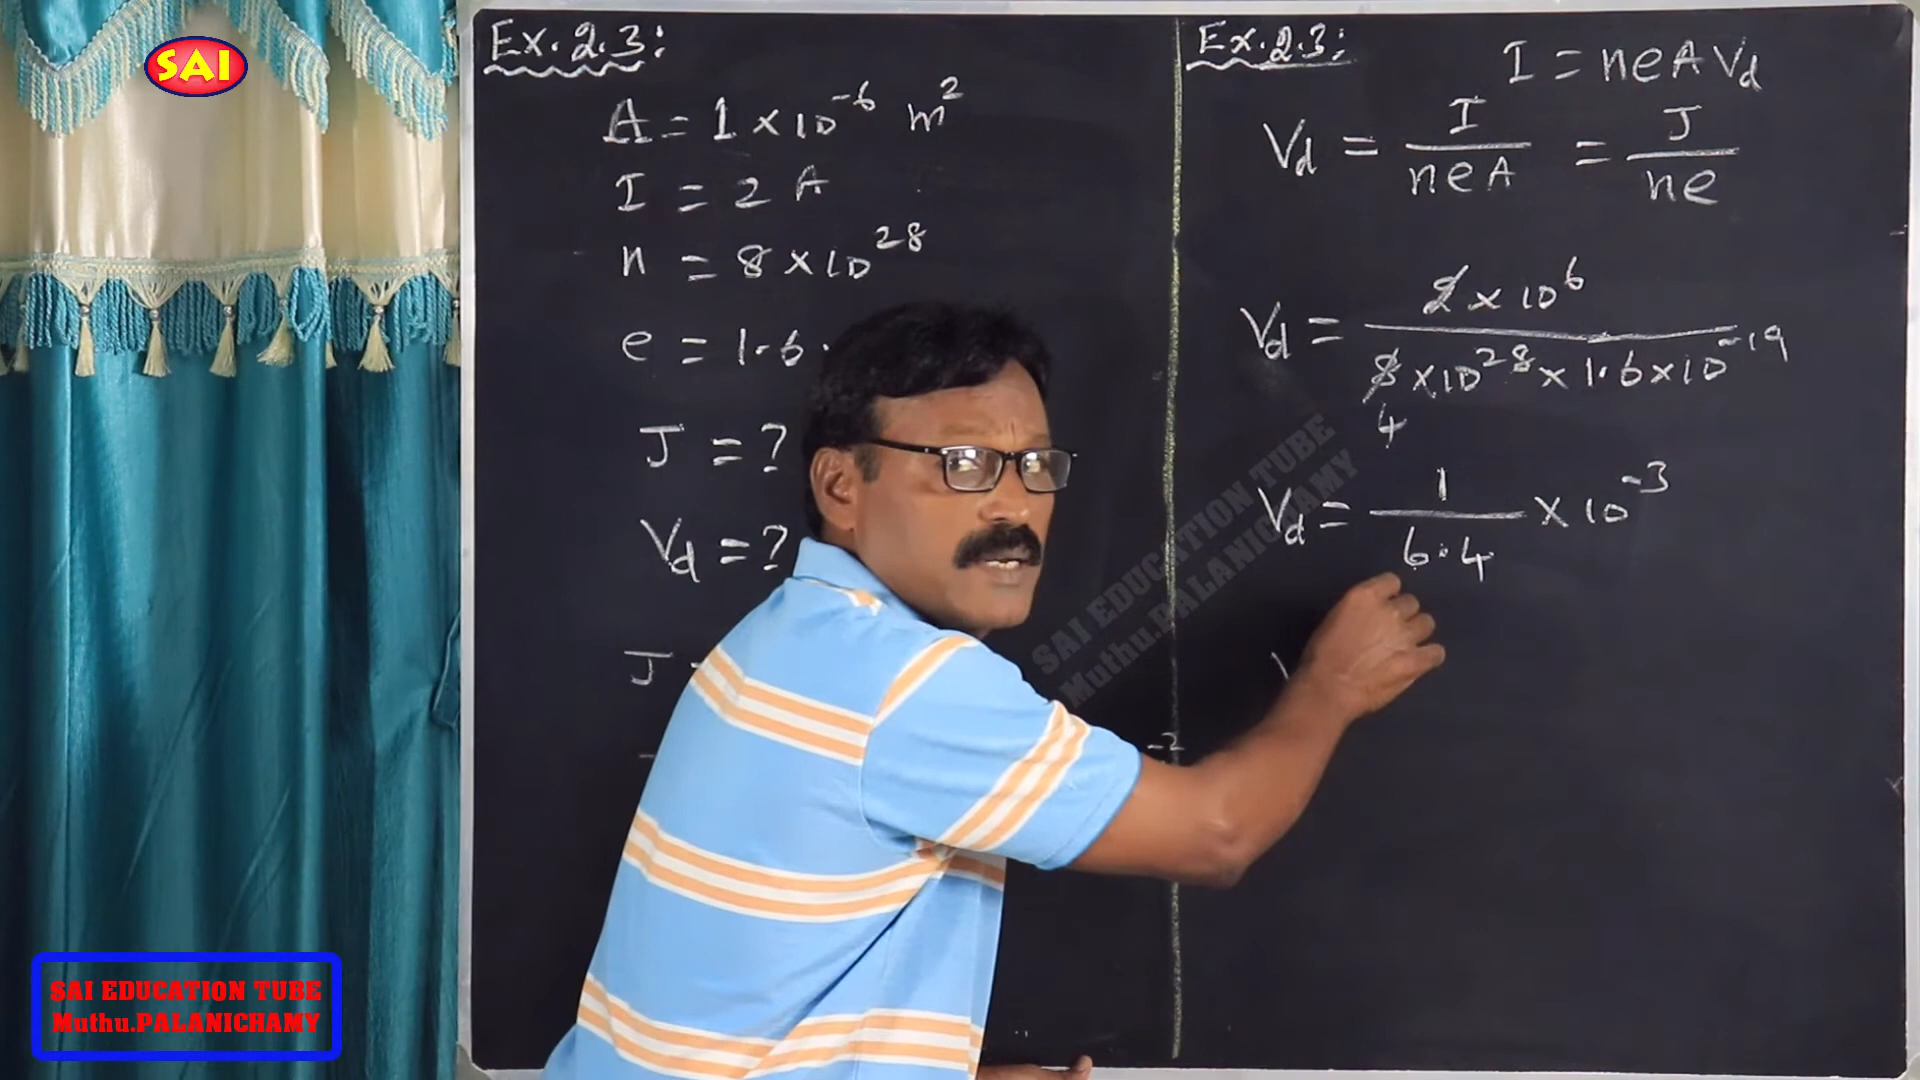 SAI
Ex.2.3:
A = 1 × 10⁻⁶ m²
I = 2 A
n = 8 × 10²⁸
e = 1.6
J = ?
Vd = ?
J
-2
Ex.2.3:
I = neAVd
Vd = I / neA = J / ne
Vd = 2 × 10⁶ / 8 × 10²⁸ × 1.6 × 10⁻¹⁹
4
Vd = 1 / 6.4 × 10⁻³
SAI EDUCATION TUBE
Muthu.PALANICHAMY
SAI EDUCATION TUBE
Muthu.PALANICHAMY